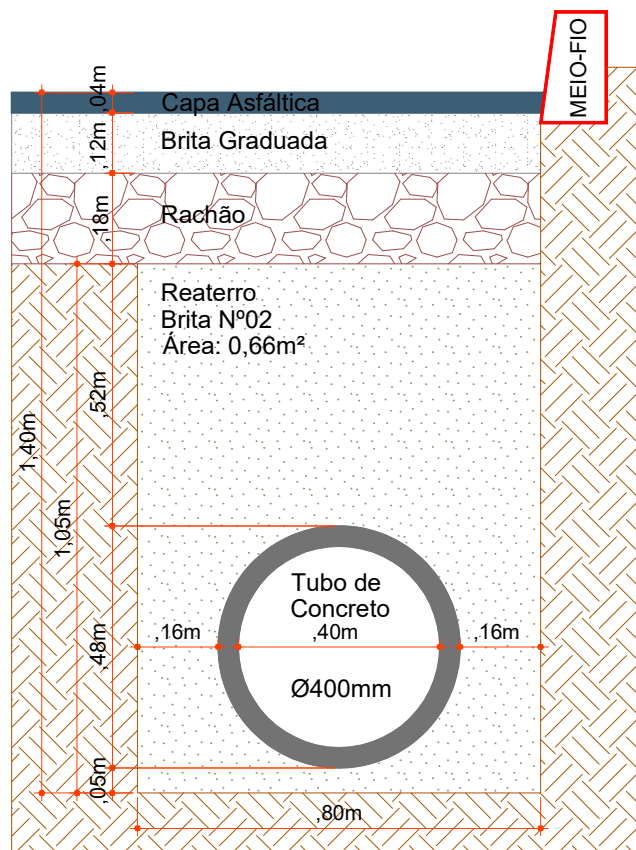 MEIO-FIO
,04m
Capa Asfáltica
,12m
Brita Graduada
,18m
Rachão
Reaterro
Brita Nº02
Área: 0,66m²
,52m
1,40m
1,05m
Tubo de
Concreto
,16m
,40m
,16m
,48m
Ø400mm
,05m
,80m